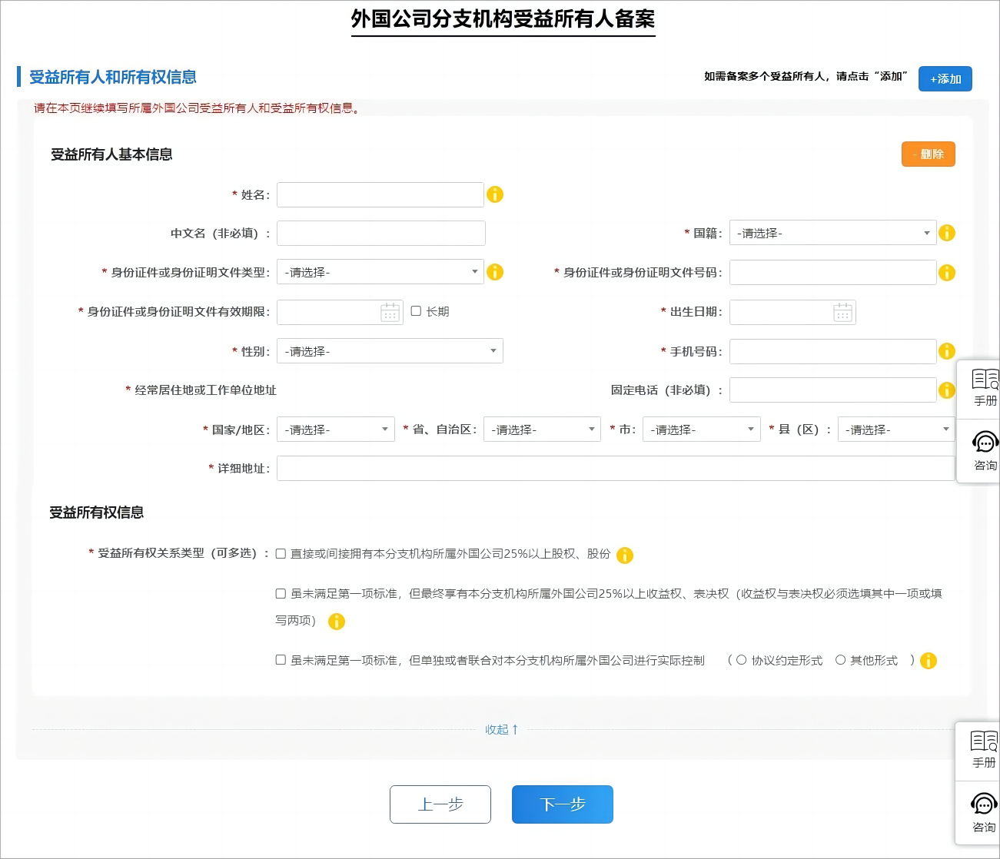 外国公司分支机构受益所有人备案
受益所有人和所有权信息
如需备案多个受益所有人，请点击“添加” +添加
请在本页继续填写所属外国公司受益所有人和受益所有权信息。
受益所有人基本信息
- 删除
* 姓名：
中文名（非必填）：
* 国籍： -请选择-
* 身份证件或身份证明文件类型： -请选择-
* 身份证件或身份证明文件号码：
* 身份证件或身份证明文件有效期限： 长期
* 出生日期：
* 性别： -请选择-
* 手机号码：
* 经常居住地或工作单位地址
固定电话（非必填）：
* 国家/地区： -请选择- * 省、自治区： -请选择- * 市： -请选择- * 县（区）： -请选择-
* 详细地址：
手册
咨询
受益所有权信息
* 受益所有权关系类型（可多选）： 直接或间接拥有本分支机构所属外国公司25%以上股权、股份
虽未满足第一项标准，但最终享有本分支机构所属外国公司25%以上收益权、表决权（收益权与表决权必须选填其中一项或填
写两项）
虽未满足第一项标准，但单独或者联合对本分支机构所属外国公司进行实际控制 （ 协议约定形式 其他形式 ）
收起↑
手册
咨询
上一步
下一步